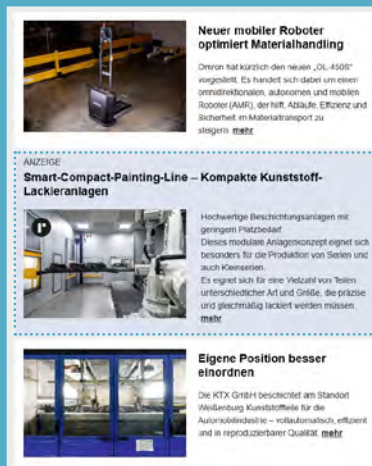 Neuer mobiler Roboter
optimiert Materialhandling
Omron hat kürzlich den neuen „OL-450S“
vorgestellt. Es handelt sich dabei um einen
omnidirektionalen, autonomen und mobilen
Roboter (AMR), der hilft, Abläufe, Effizienz und
Sicherheit im Materialtransport zu
steigern. mehr
ANZEIGE
Smart-Compact-Painting-Line – Kompakte Kunststoff-
Lackieranlagen
r
Hochwertige Beschichtungsanlagen mit
geringem Platzbedarf
Dieses modulare Anlagenkonzept eignet sich
besonders für die Produktion von Serien und
auch Kleinserien.
Es eignet sich für eine Vielzahl von Teilen
unterschiedlicher Art und Größe, die präzise
und gleichmäßig lackiert werden müssen.
mehr
Eigene Position besser
einordnen
Die KTX GmbH beschichtet am Standort
Weißenburg Kunststoffteile für die
Automobilindustrie – vollautomatisch, effizient
und in reproduzierbarer Qualität. mehr